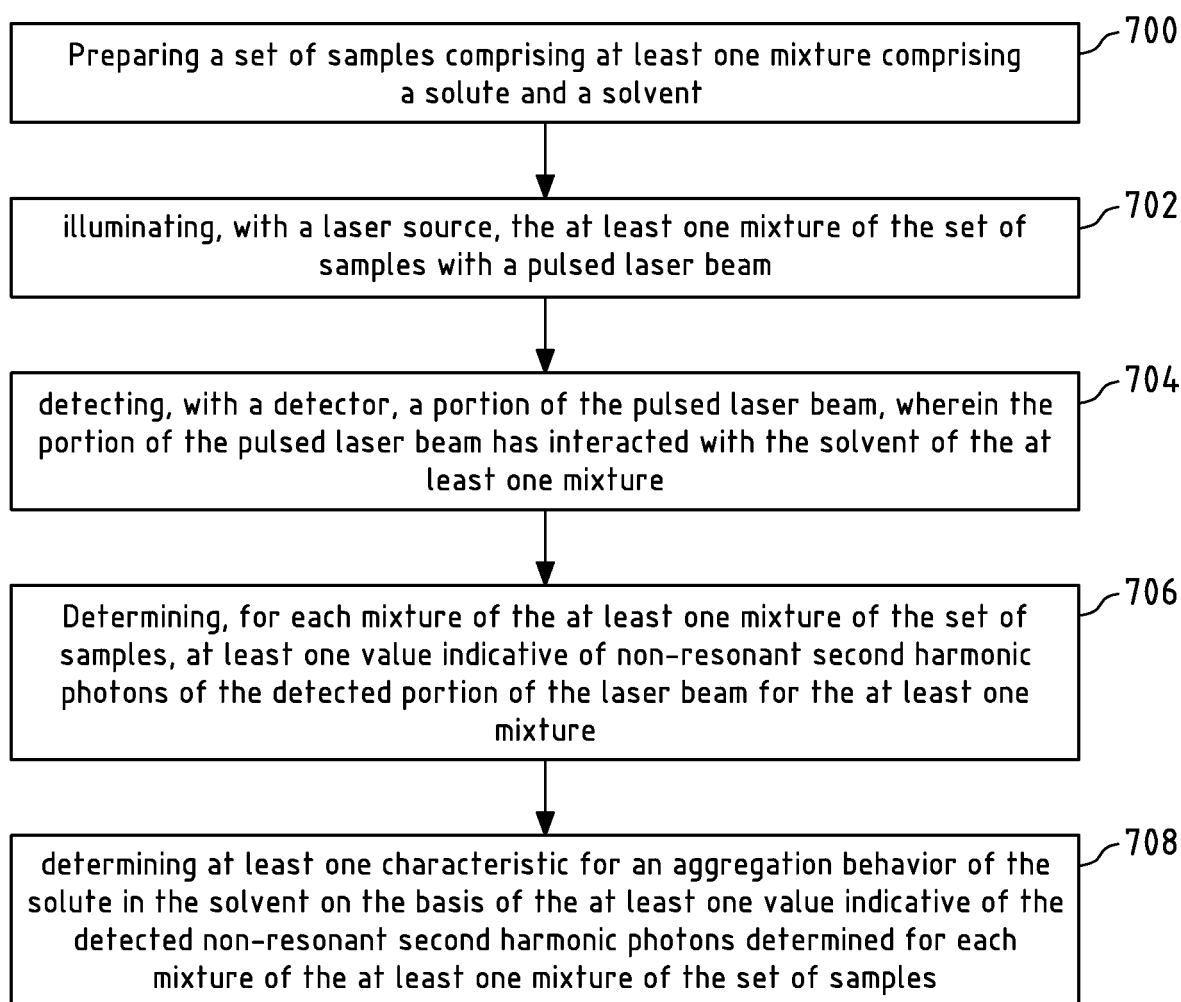 700
Preparing a set of samples comprising at least one mixture comprising
a solute and a solvent
702
illuminating, with a laser source, the at least one mixture of the set of
samples with a pulsed laser beam
704
detecting, with a detector, a portion of the pulsed laser beam, wherein the
portion of the pulsed laser beam has interacted with the solvent of the at
least one mixture
706
Determining, for each mixture of the at least one mixture of the set of
samples, at least one value indicative of non-resonant second harmonic
photons of the detected portion of the laser beam for the at least one
mixture
708
determining at least one characteristic for an aggregation behavior of the
solute in the solvent on the basis of the at least one value indicative of the
detected non-resonant second harmonic photons determined for each
mixture of the at least one mixture of the set of samples